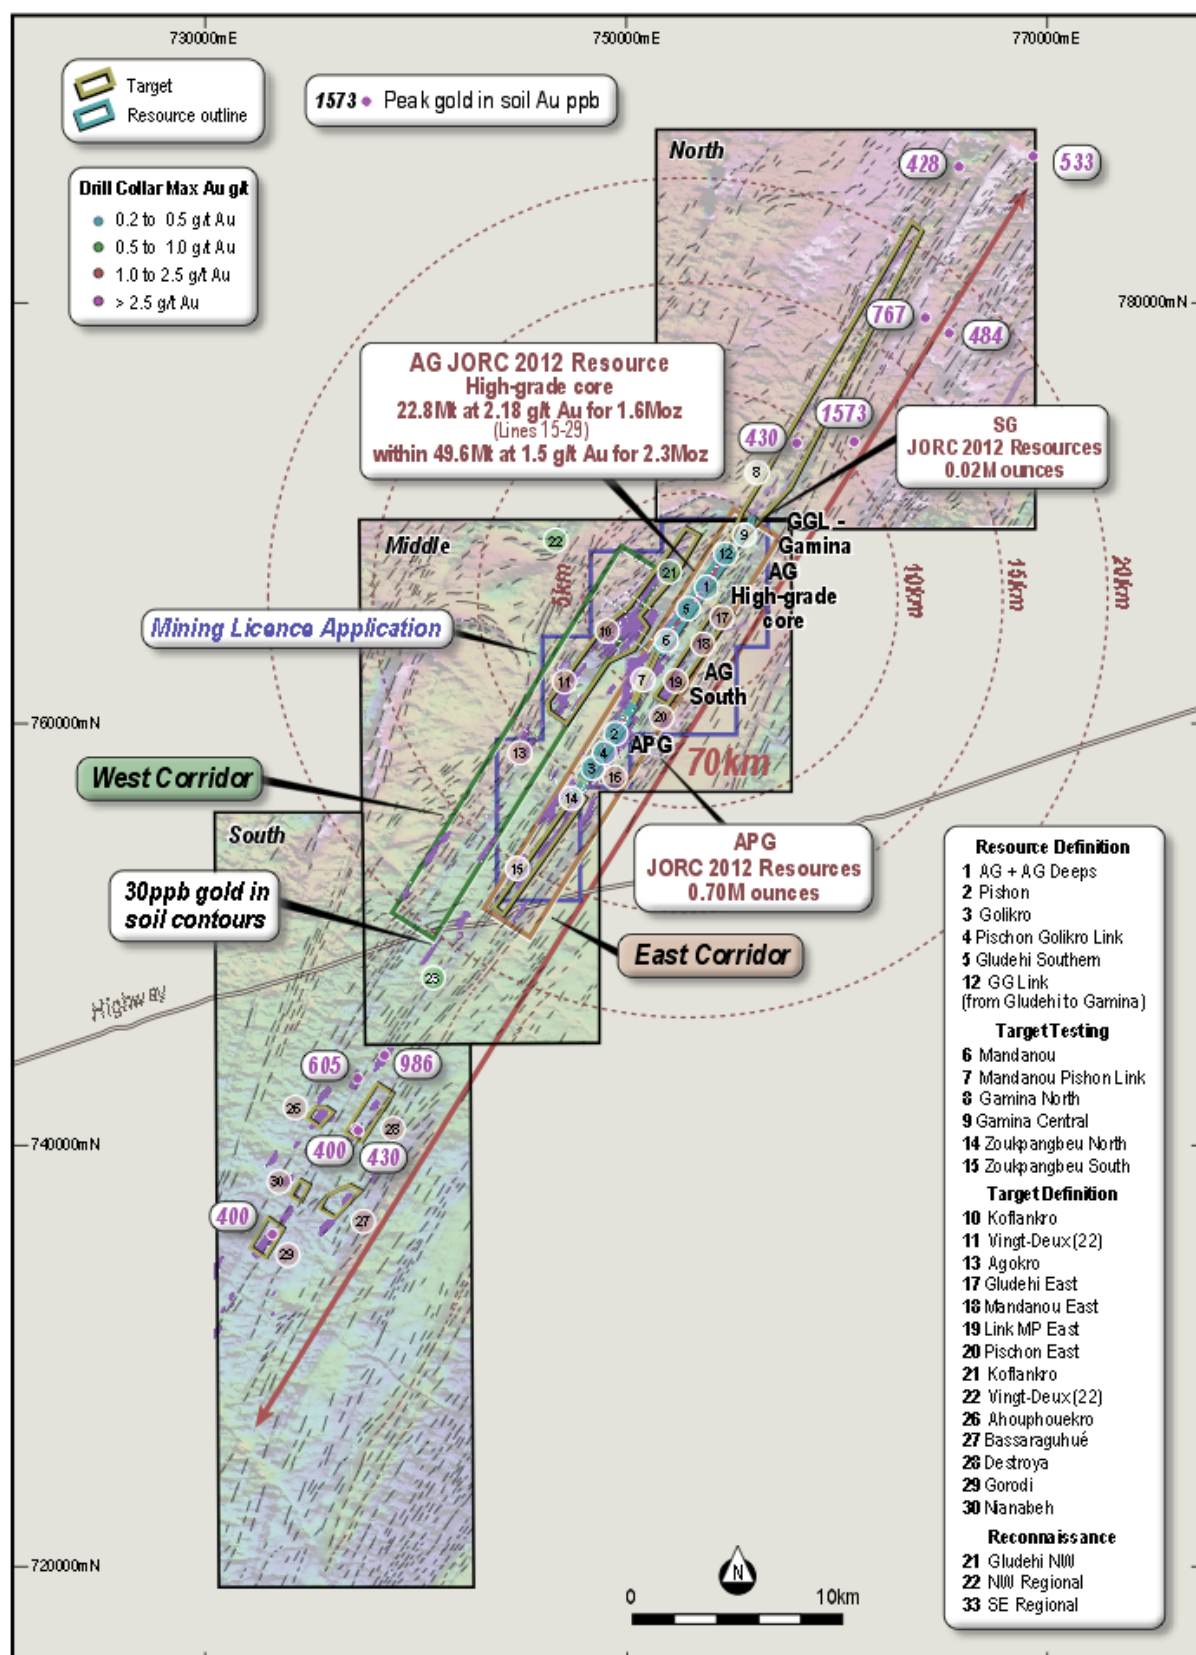 730000mE
750000mE
770000mE
Target
Resource outline
1573 Peak gold in soil Au ppb
Drill Collar Max Au g/t
0.2 to 0.5 g/t Au
0.5 to 1.0 g/t Au
1.0 to 2.5 g/t Au
> 2.5 g/t Au
North
428
533
780000mN
767
484
AG JORC 2012 Resource
High-grade core
22.8Mt at 2.18 g/t Au for 1.6Moz
(Lines 15-29)
within 49.6Mt at 1.5 g/t Au for 2.3Moz
430
1573
SG
JORC 2012 Resources
0.02M ounces
8
Middle
22
9
GGL -
Gamina
12
AG
High-grade
core
21
1
5
17
5km
10km
15km
20km
Mining Licence Application
10
6
18
AG
South
11
7
19
20
760000mN
13
2
APG
4
3
16
70km
14
West Corridor
South
15
APG
JORC 2012 Resources
0.70M ounces
30ppb gold in
soil contours
East Corridor
23
Highway
605
986
26
28
400
430
740000mN
30
400
27
29
720000mN
N
0
10km
Resource Definition
1 AG + AG Deeps
2 Pishon
3 Golikro
4 Pischon Golikro Link
5 Gludehi Southern
12 GG Link
(from Gludehi to Gamina)
Target Testing
6 Mandanou
7 Mandanou Pishon Link
8 Gamina North
9 Gamina Central
14 Zoukpangbeu North
15 Zoukpangbeu South
Target Definition
10 Koflankro
11 Vingt-Deux(22)
13 Agokro
17 Gludehi East
18 Mandanou East
19 Link MP East
20 Pischon East
21 Koflankro
22 Vingt-Deux(22)
26 Ahouphouekro
27 Bassaraguhué
28 Destroya
29 Gorodi
30 Nianabeh
Reconnaissance
21 Gludehi NW
22 NW Regional
33 SE Regional